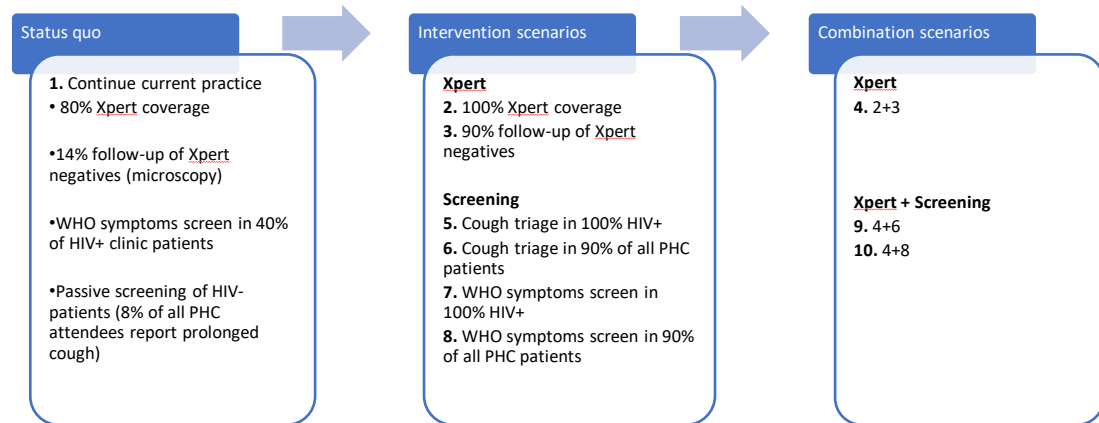 Status quo
1. Continue current practice
• 80% Xpert coverage
•14% follow-up of Xpert
negatives (microscopy)
•WHO symptoms screen in 40%
of HIV+ clinic patients
•Passive screening of HIV-
patients (8% of all PHC
attendees report prolonged
cough)
Intervention scenarios
Xpert
2. 100% Xpert coverage
3. 90% follow-up of Xpert
negatives
Screening
5. Cough triage in 100% HIV+
6. Cough triage in 90% of all PHC
patients
7. WHO symptoms screen in
100% HIV+
8. WHO symptoms screen in 90%
of all PHC patients
Combination scenarios
Xpert
4. 2+3
Xpert + Screening
9. 4+6
10. 4+8